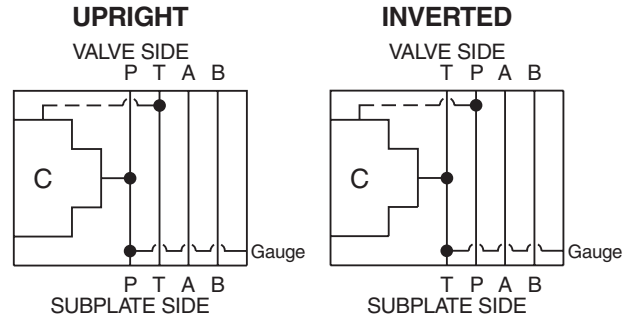 UPRIGHT
VALVE SIDE
P T A B
C
Gauge
P T A B
SUBPLATE SIDE
INVERTED
VALVE SIDE
T P A B
C
Gauge
T P A B
SUBPLATE SIDE